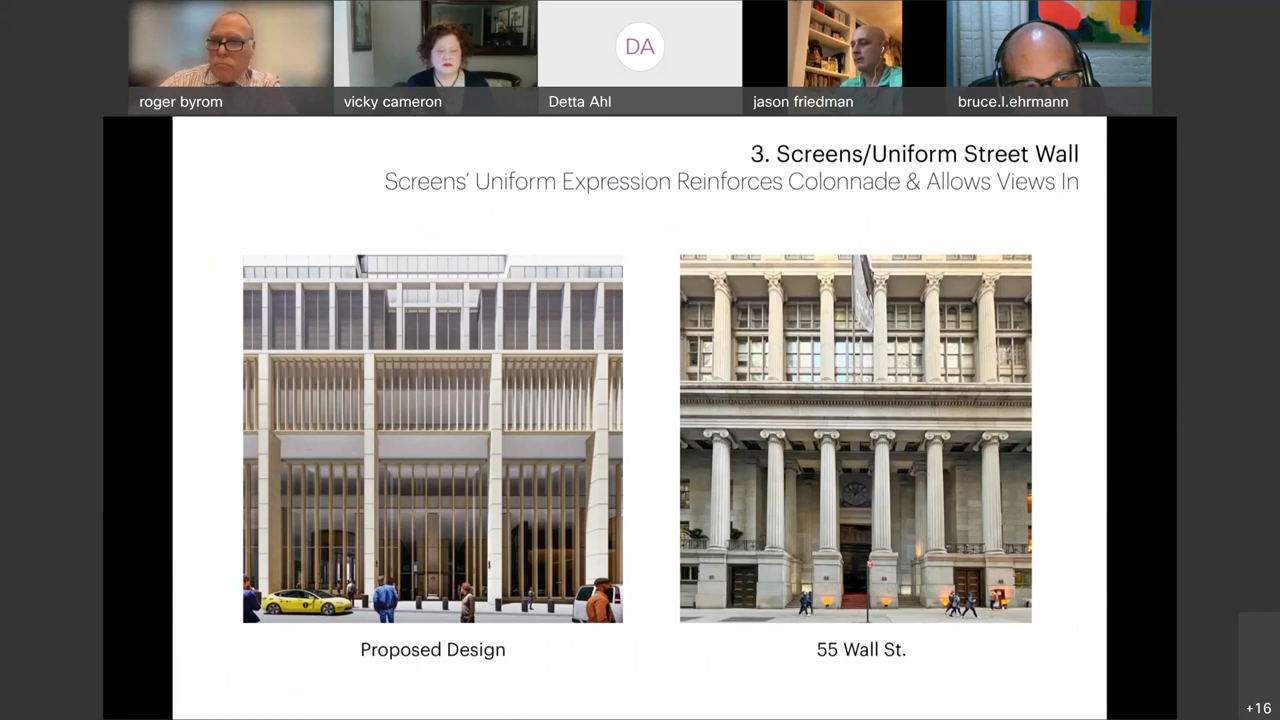 DA
roger byrom
vicky cameron
Detta Ahl
jason friedman
bruce.l.ehrmann
3. Screens/Uniform Street Wall
Screens' Uniform Expression Reinforces Colonnade & Allows Views In
Proposed Design
55 Wall St.
+16